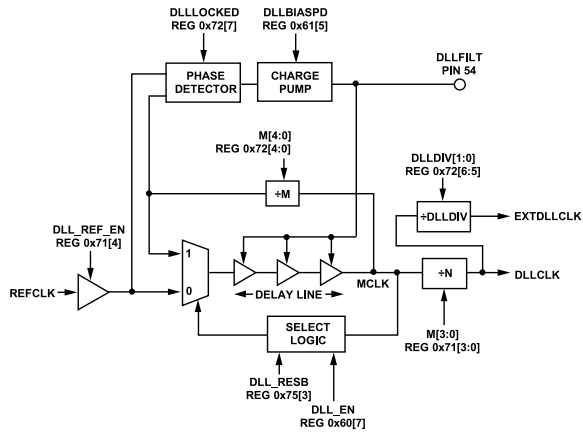 DLLLOCKED
REG 0x72[7]
DLLBIASPD
REG 0x61[5]
DLLFILT
PIN 54
PHASE
DETECTOR
CHARGE
PUMP
M[4:0]
REG 0x72[4:0]
÷M
DLLDIV[1:0]
REG 0x72[6:5]
÷DLLDIV
EXTDLLCLK
DLL_REF_EN
REG 0x71[4]
REFCLK
1
0
DELAY LINE
MCLK
÷N
DLLCLK
M[3:0]
REG 0x71[3:0]
SELECT
LOGIC
DLL_RESB
REG 0x75[3]
DLL_EN
REG 0x60[7]